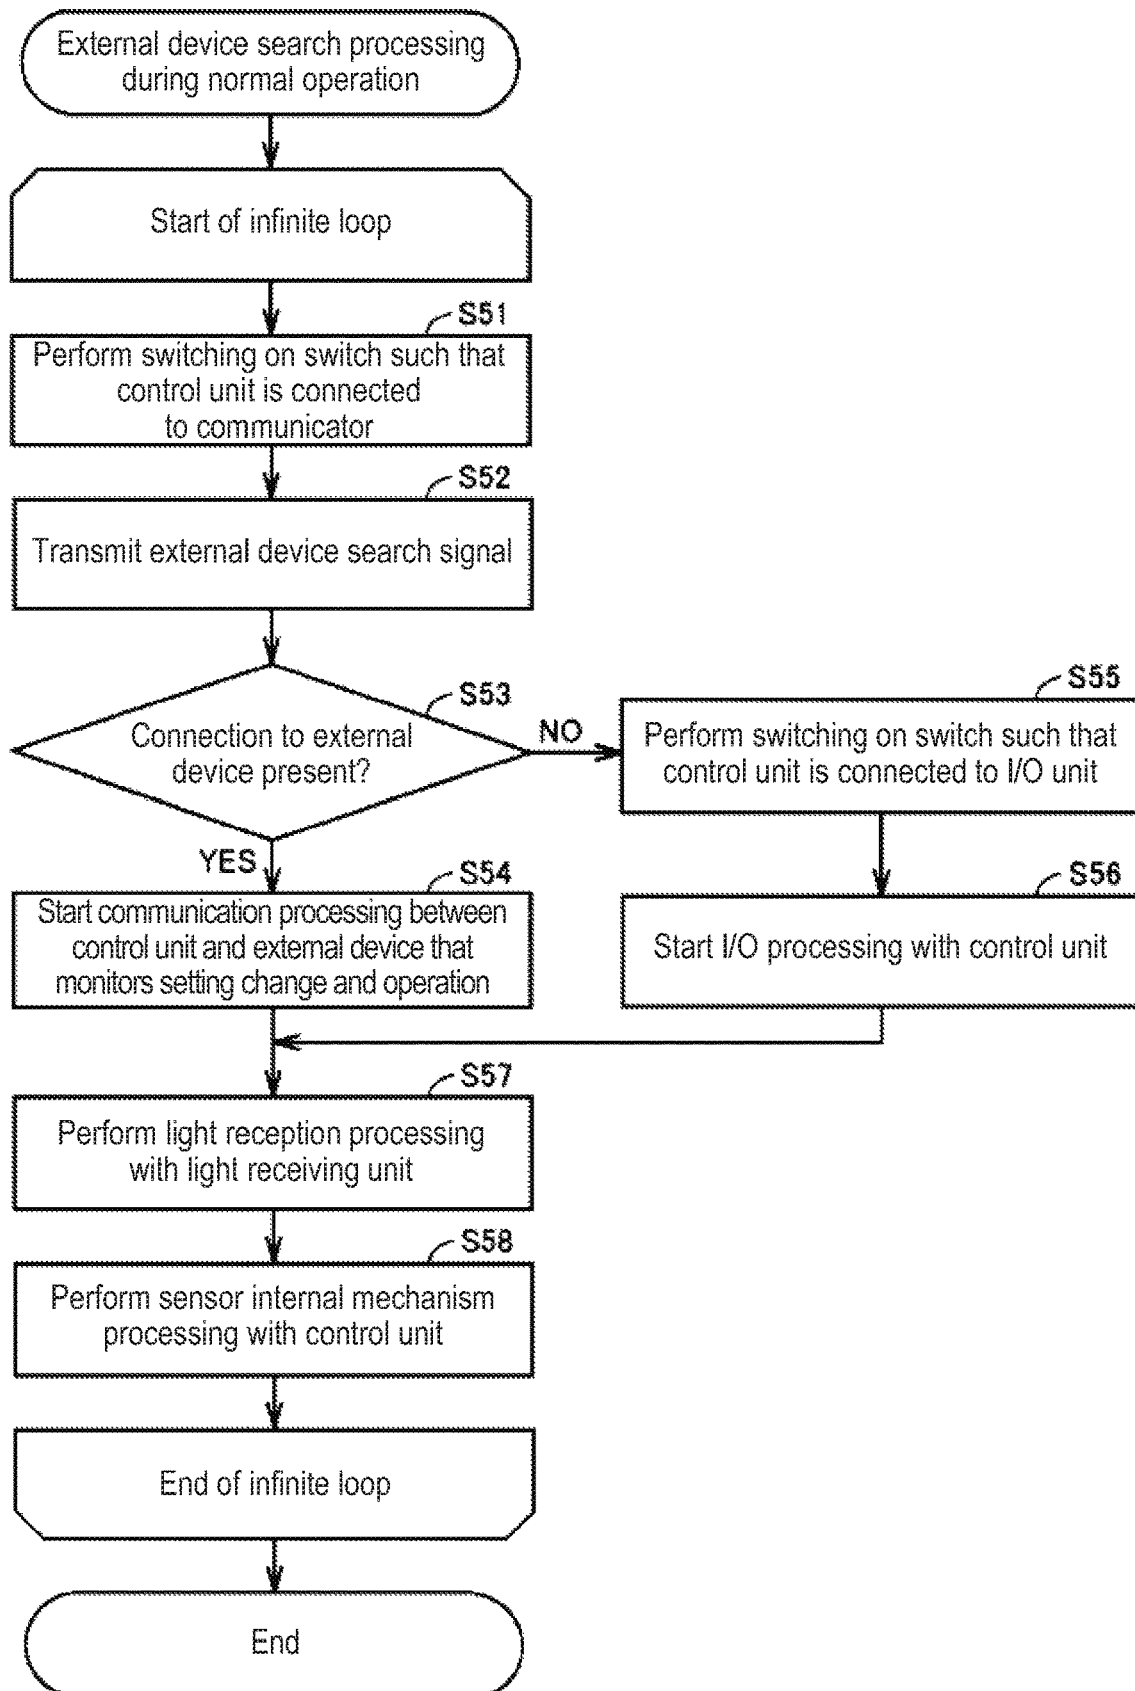 External device search processing
during normal operation
Start of infinite loop
S51
Perform switching on switch such that
control unit is connected
to communicator
S52
Transmit external device search signal
S53
Connection to external
device present?
NO
YES
S55
Perform switching on switch such that
control unit is connected to I/O unit
S54
Start communication processing between
control unit and external device that
monitors setting change and operation
S56
Start I/O processing with control unit
S57
Perform light reception processing
with light receiving unit
S58
Perform sensor internal mechanism
processing with control unit
End of infinite loop
End